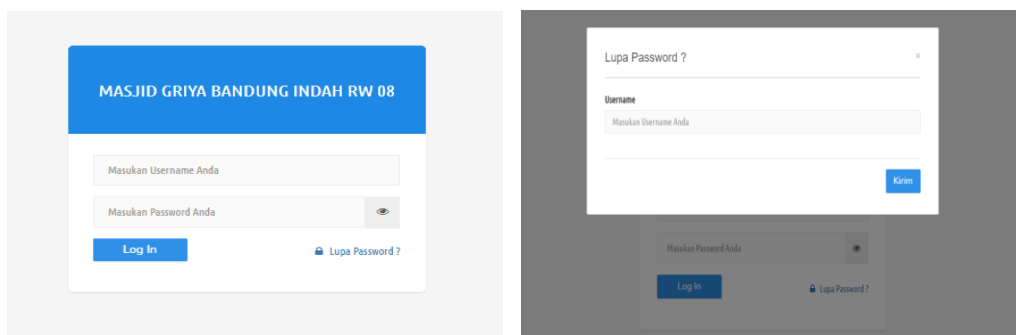 MASJID GRIYA BANDUNG INDAH RW 08
Masukan Username Anda
Masukan Password Anda
Log In
Lupa Password ?
Lupa Password ?
×
Username
Masukan Username Anda
Kirim
Masukan Password Anda
Log In
Lupa Password ?